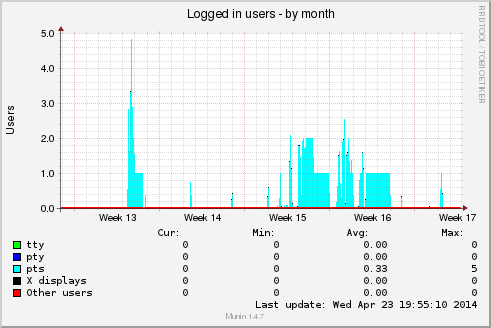 Logged in users - by month
RRDTOOL / TOBI OETIKER
Users
5.0
4.0
3.0
2.0
1.0
0.0
Week 13 Week 14 Week 15 Week 16 Week 17
Cur: Min: Avg: Max:
tty 0 0 0.00 0
pty 0 0 0.00 0
pts 0 0 0.33 5
X displays 0 0 0.00 0
Other users 0 0 0.00 0
Last update: Wed Apr 23 19:55:10 2014
Munin 1.4.7